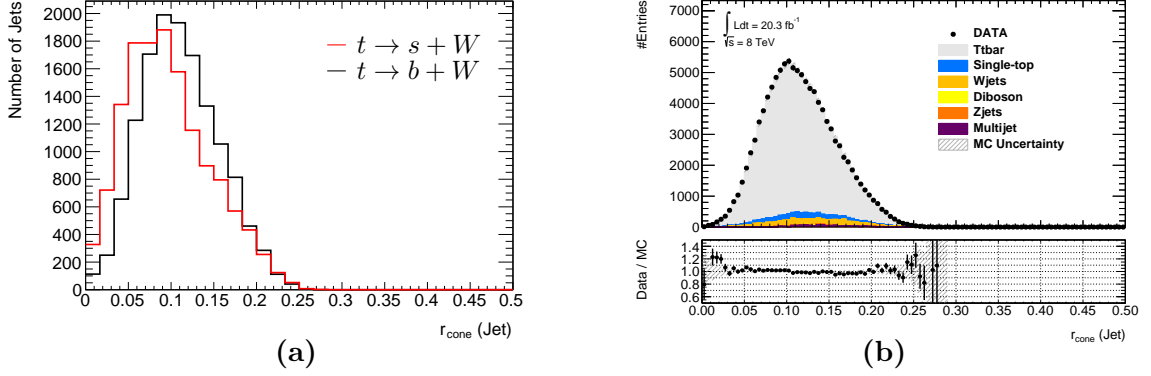 Number of Jets
2000
1800
1600
1400
1200
1000
800
600
400
200
0
t → s + W
t → b + W
0 0.05 0.1 0.15 0.2 0.25 0.3 0.35 0.4 0.45 0.5
r_cone (Jet)
(a)
#Entries
7000
6000
5000
4000
3000
2000
1000
0
∫ Ldt = 20.3 fb⁻¹
√s = 8 TeV
DATA
Ttbar
Single-top
Wjets
Diboson
Zjets
Multijet
MC Uncertainty
Data / MC
1.4
1.2
1.0
0.8
0.6
0.00 0.05 0.10 0.15 0.20 0.25 0.30 0.35 0.40 0.45 0.50
r_cone (Jet)
(b)